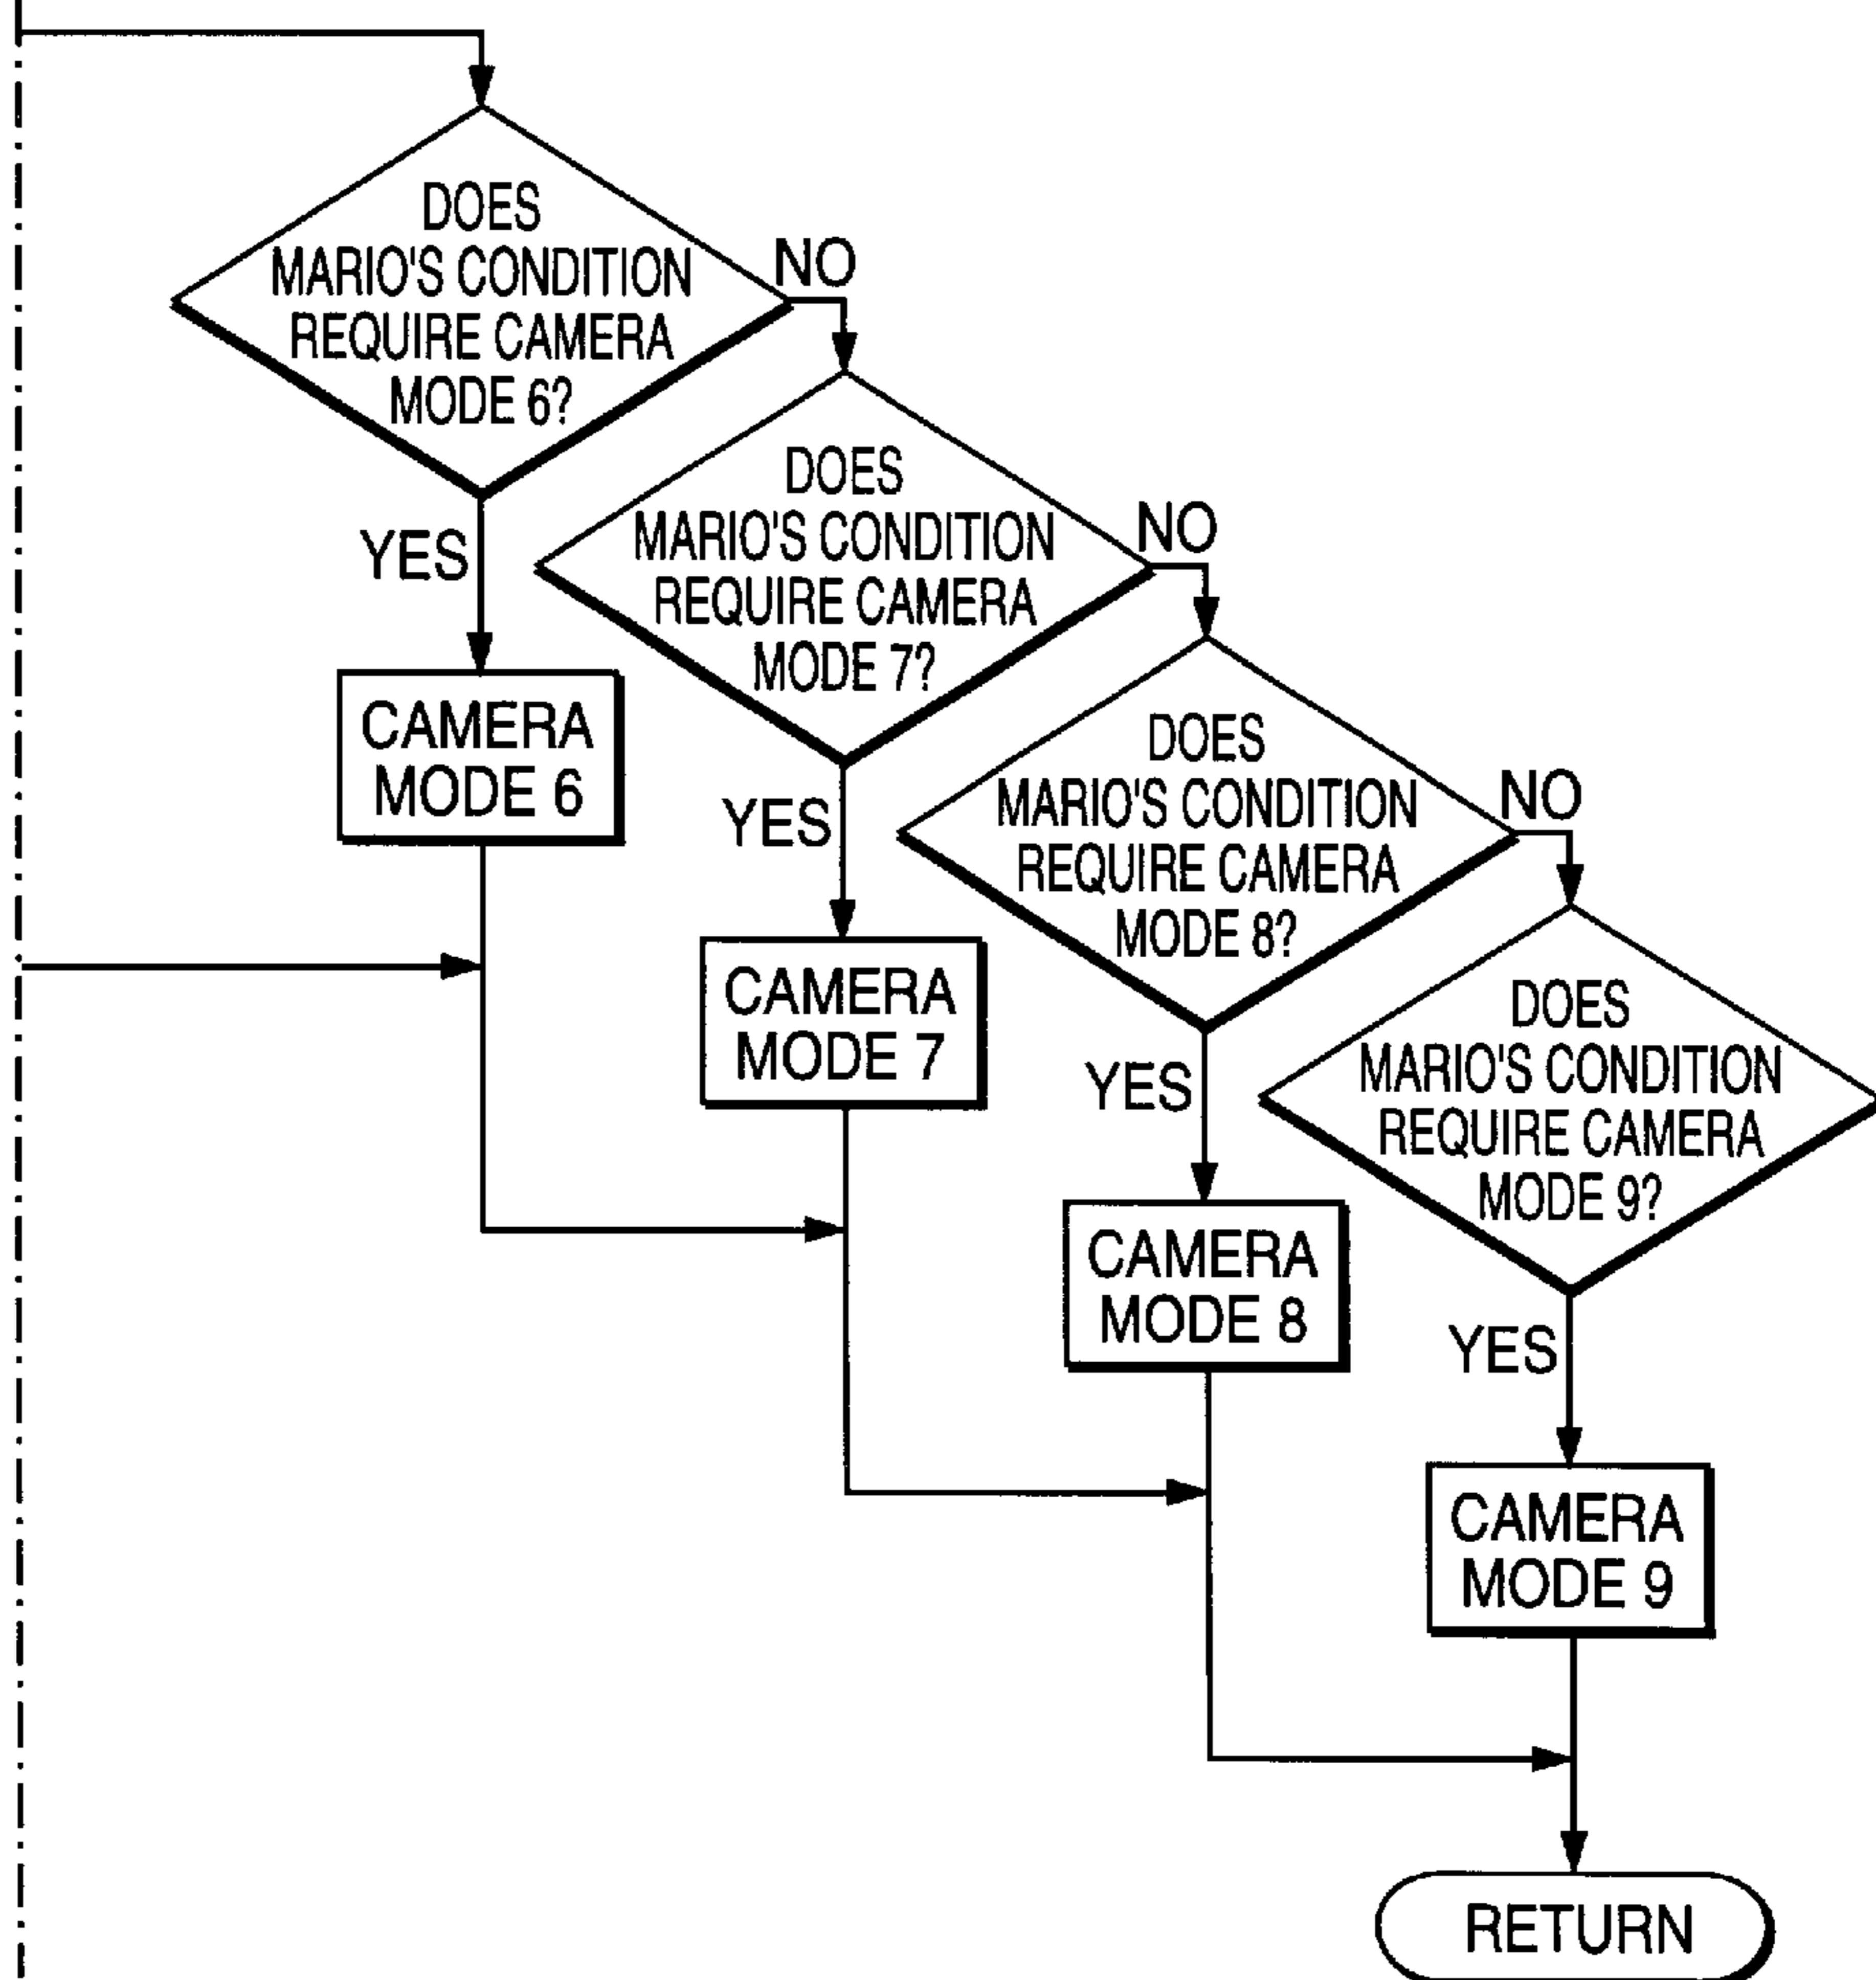 DOES
MARIO'S CONDITION
REQUIRE CAMERA
MODE 6?
NO
YES
CAMERA
MODE 6
DOES
MARIO'S CONDITION
REQUIRE CAMERA
MODE 7?
NO
YES
CAMERA
MODE 7
DOES
MARIO'S CONDITION
REQUIRE CAMERA
MODE 8?
NO
YES
CAMERA
MODE 8
DOES
MARIO'S CONDITION
REQUIRE CAMERA
MODE 9?
YES
CAMERA
MODE 9
RETURN